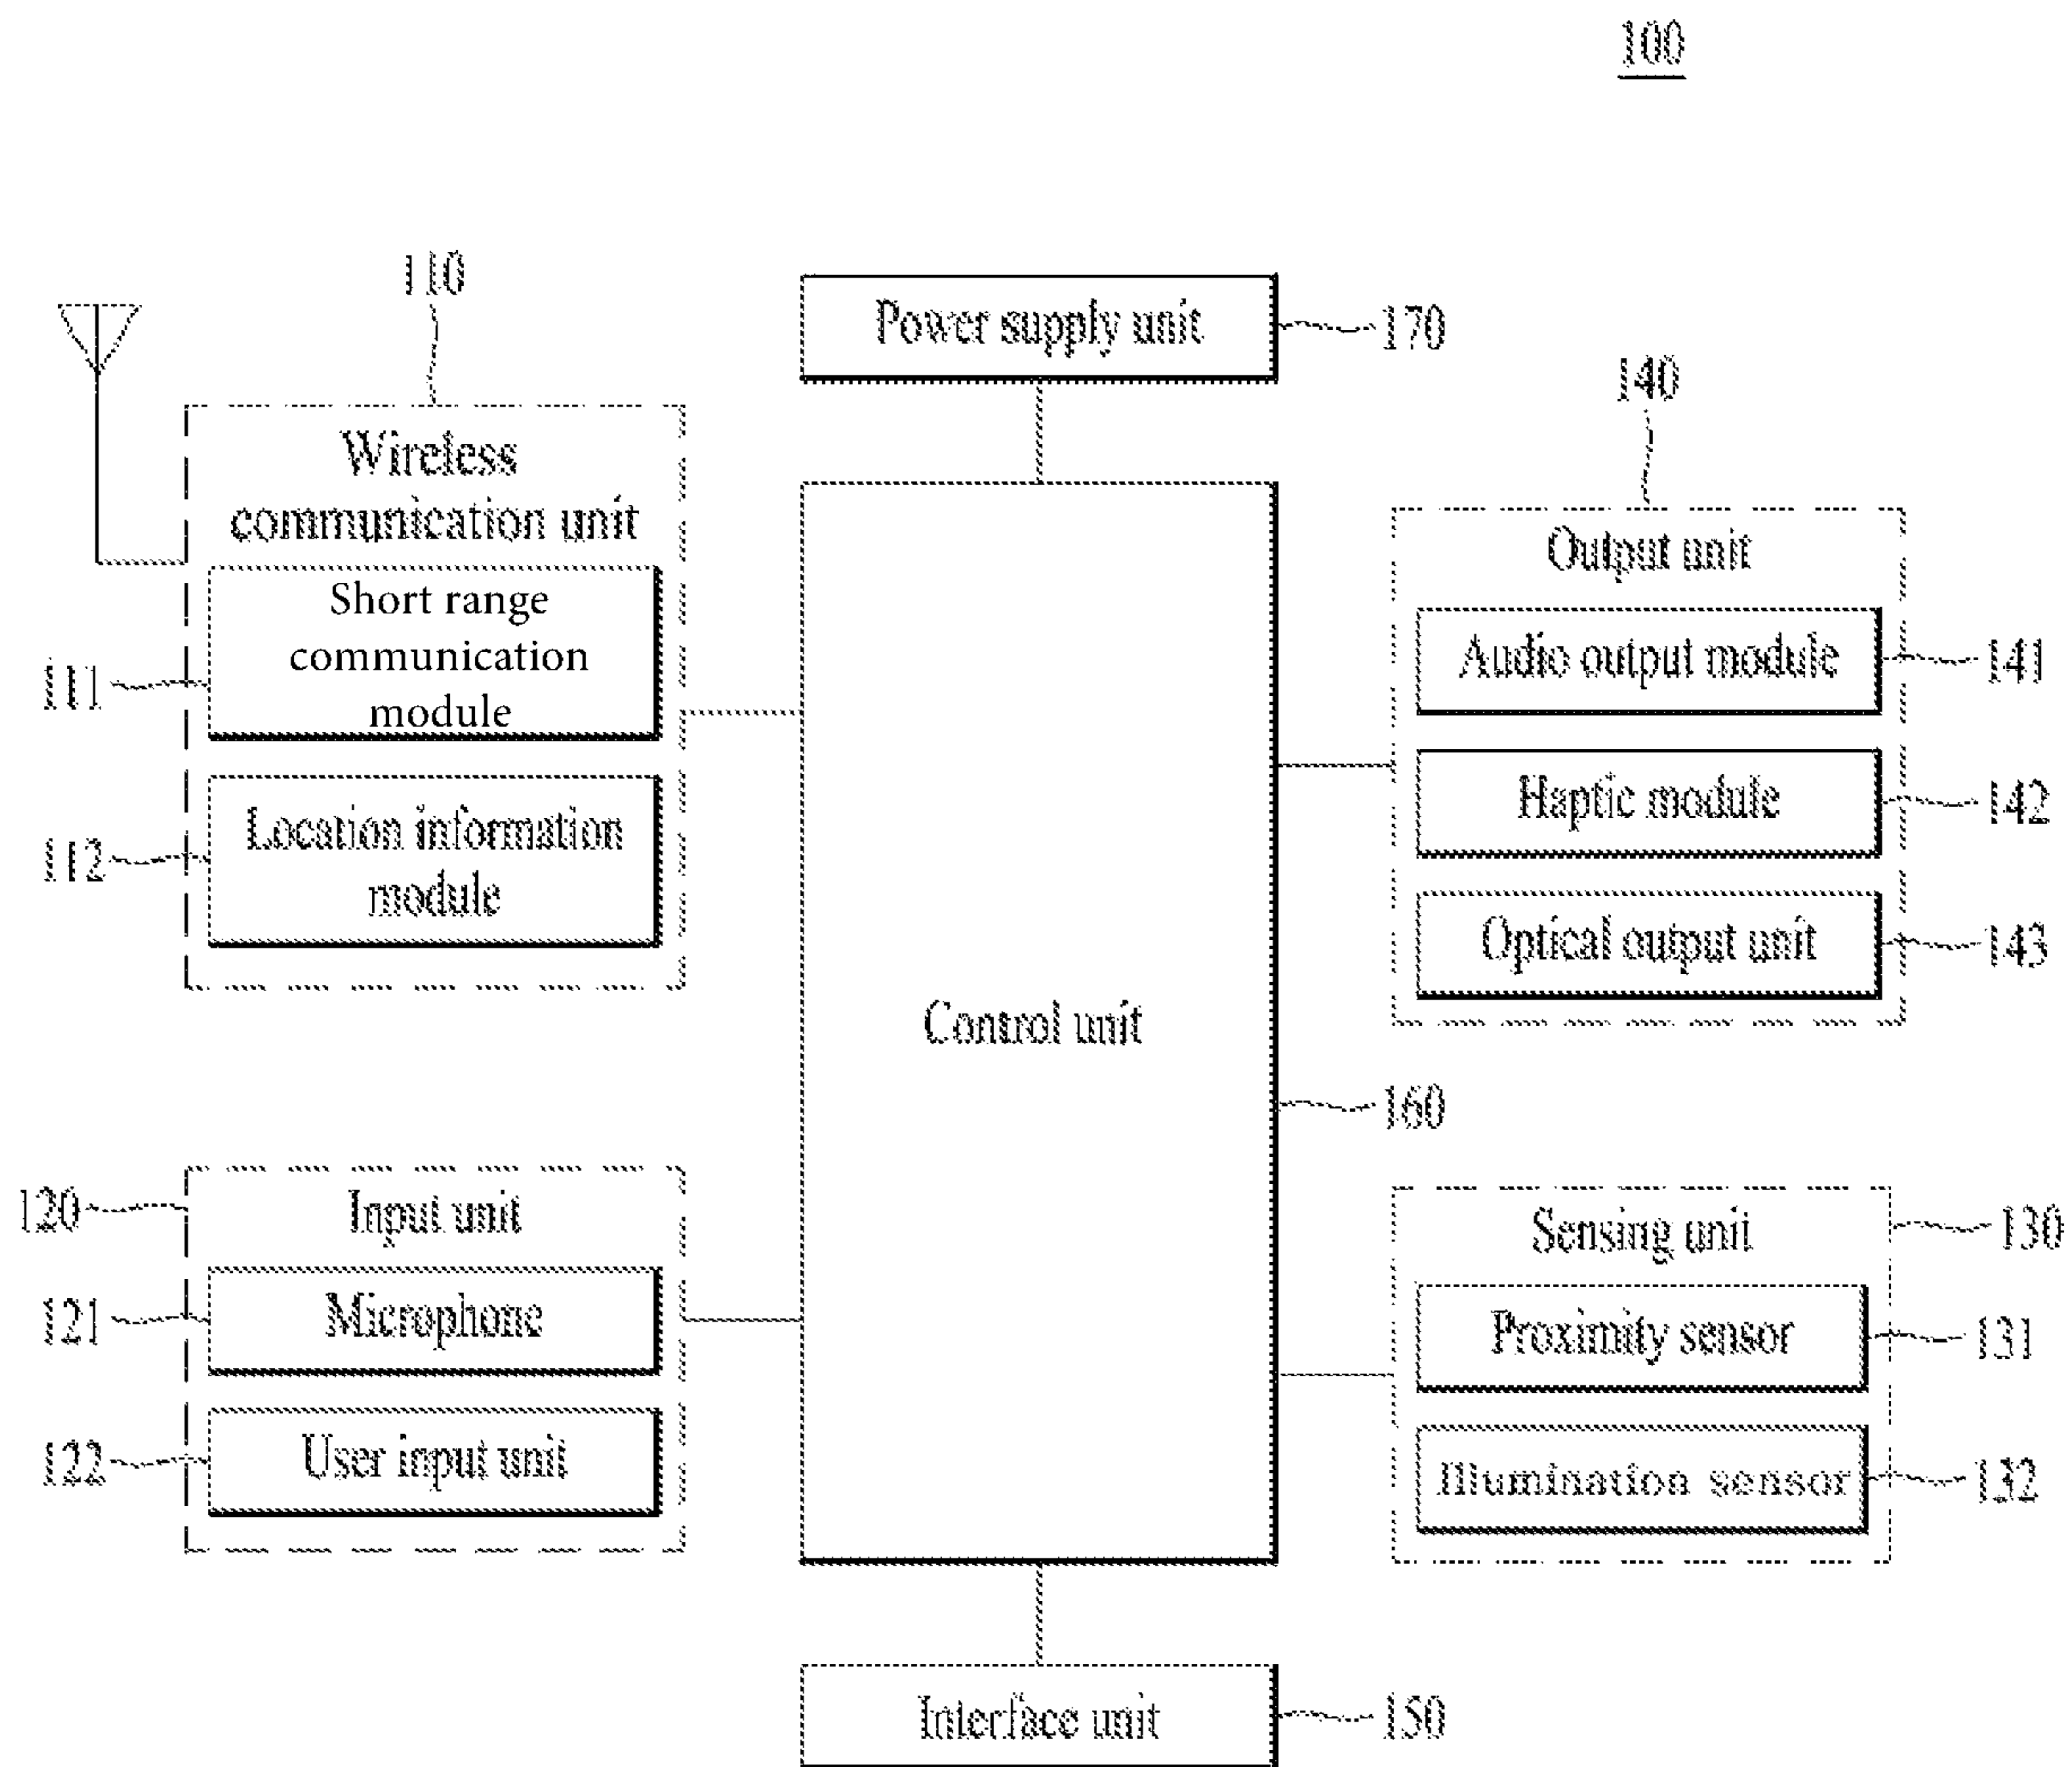 100
110
Power supply unit
170
140
Wireless
communication unit
Output unit
Short range
communication
module
111
Audio output module
141
Haptic module
142
Location information
module
112
Optical output unit
143
Control unit
160
120
Input unit
Sensing unit
130
121
Microphone
Proximity sensor
131
122
User input unit
Illumination sensor
132
Interface unit
150